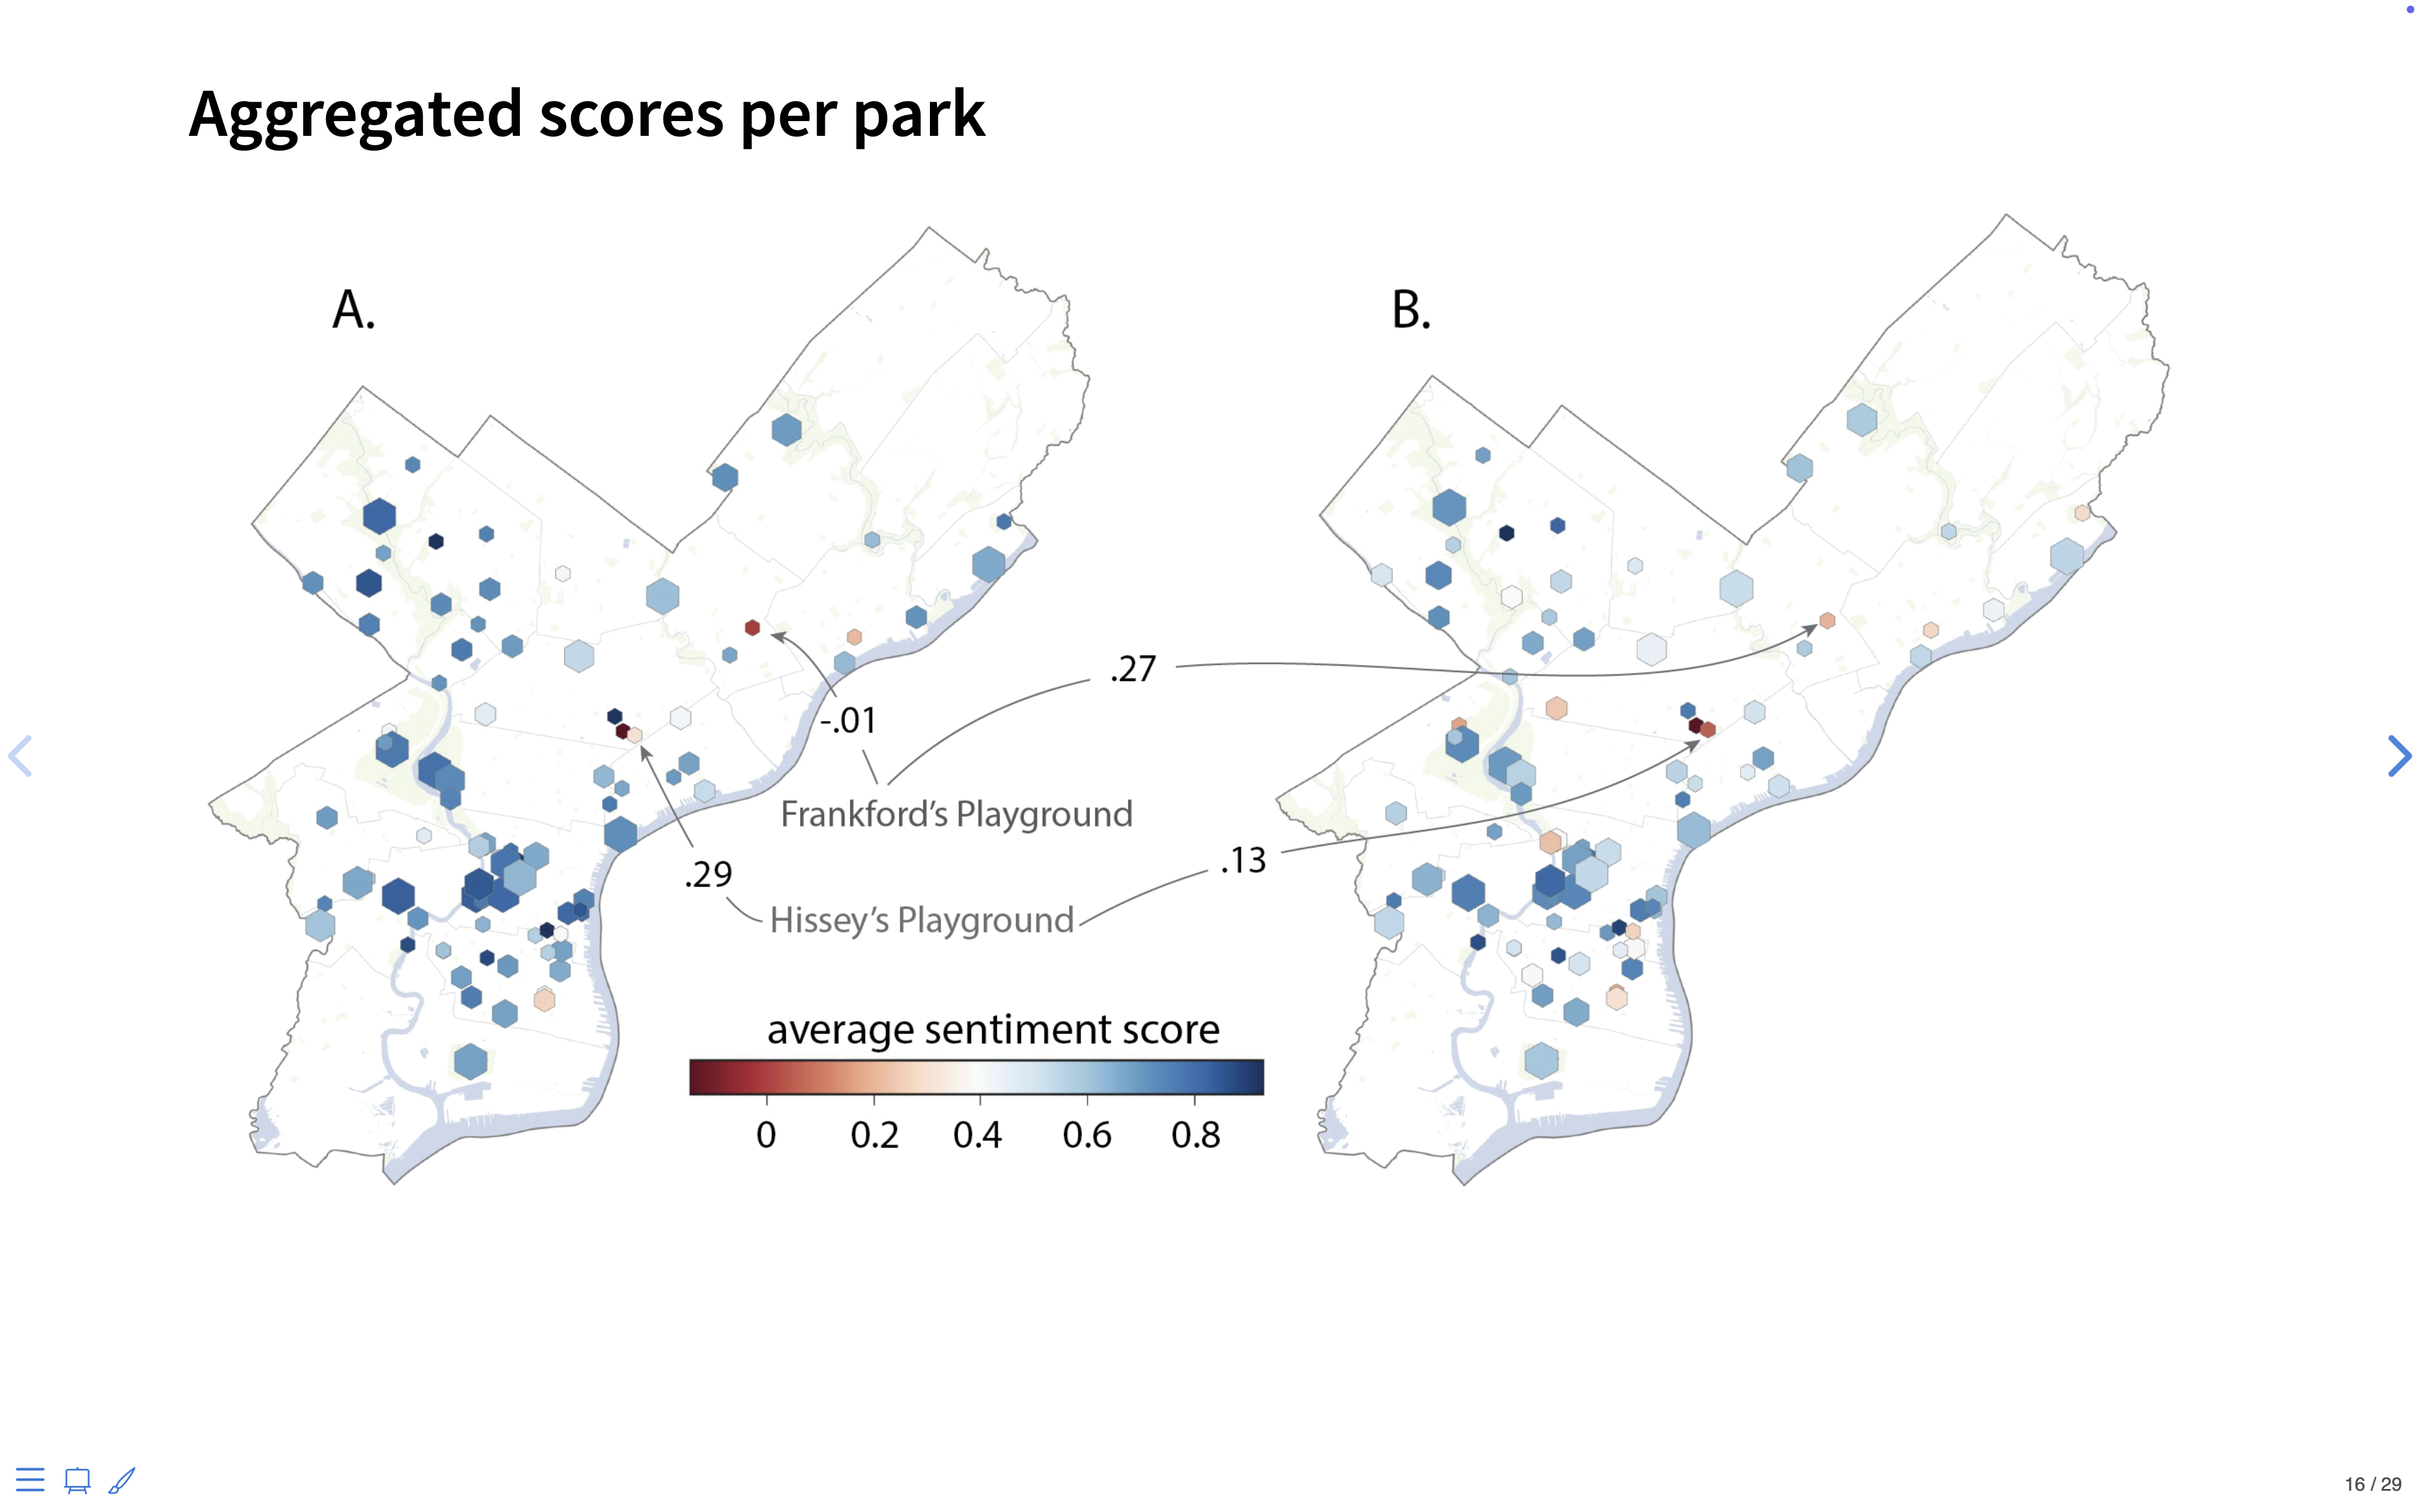 Aggregated scores per park
A.
B.
.27
-.01
Frankford’s Playground
.13
.29
Hissey’s Playground
average sentiment score
0 0.2 0.4 0.6 0.8
16 / 29